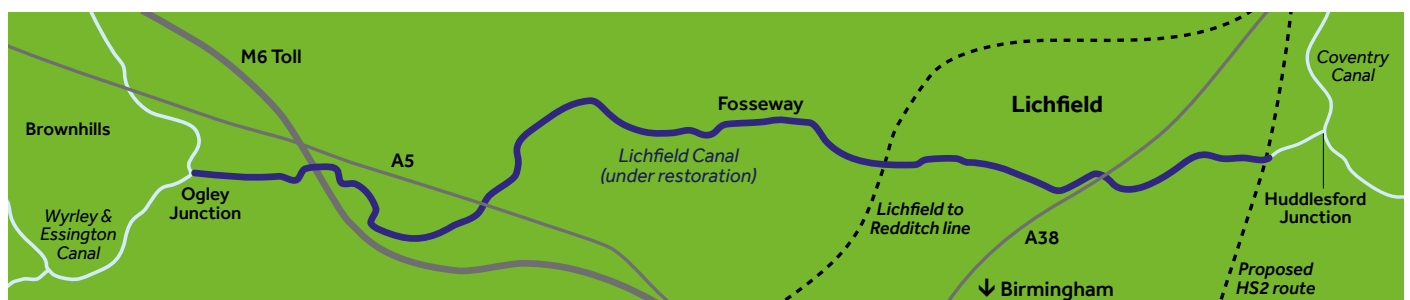 M6 Toll
Brownhills
Ogley
Junction
Wyrley &
Essington
Canal
A5
Lichfield Canal
(under restoration)
Fosseway
Lichfield
Lichfield to
Redditch line
A38
↓ Birmingham
Coventry
Canal
Huddlesford
Junction
Proposed
HS2 route